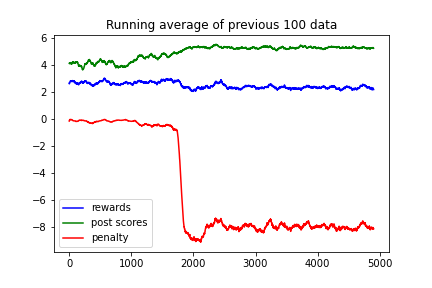 Running average of previous 100 data
6
4
2
0
−2
−4
−6
−8
rewards
post scores
penalty
0 1000 2000 3000 4000 5000